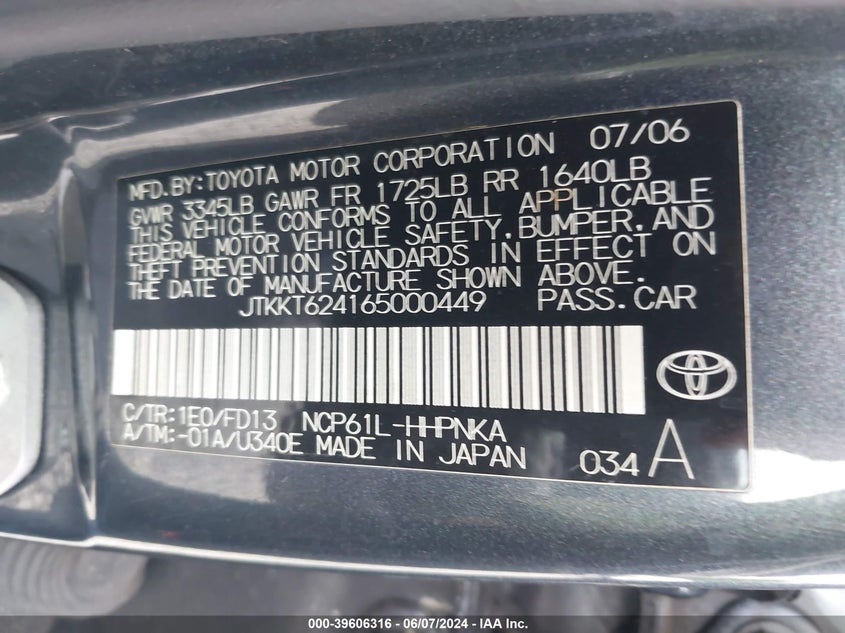 MFD.BY:TOYOTA MOTOR CORPORATION 07/06
GVWR 3345LB GAWR FR 1725LB RR 1640LB
THIS VEHICLE CONFORMS TO ALL APPLICABLE
FEDERAL MOTOR VEHICLE SAFETY,BUMPER,AND
THEFT PREVENTION STANDARDS IN EFFECT ON
THE DATE OF MANUFACTURE SHOWN ABOVE.
JTKKT624165000449 PASS.CAR
C/TR:1E0/FD13 NCP61L-HHPNKA
A/TM:-01A/U340E MADE IN JAPAN 034 A
000-39606316 - 06/07/2024 - IAA Inc.